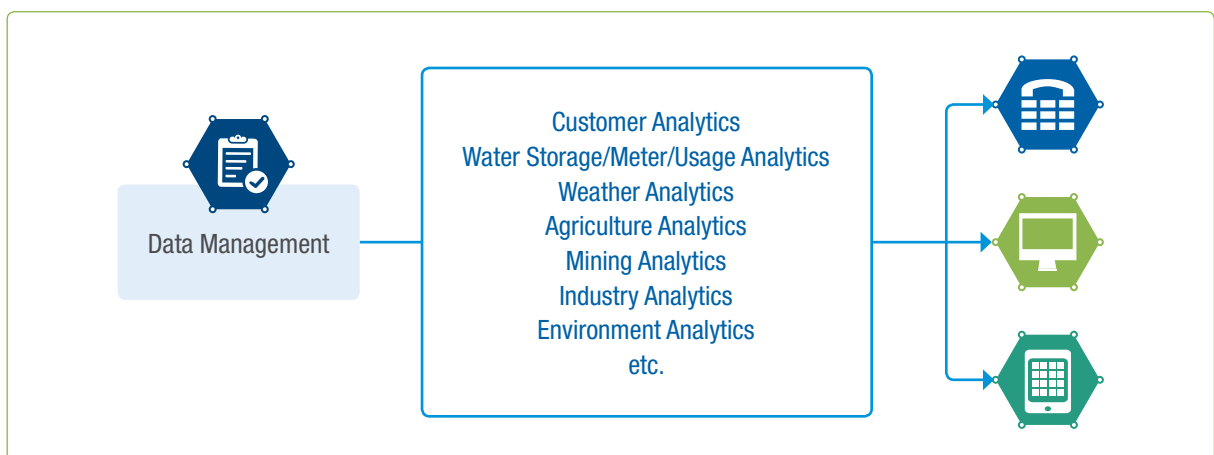 Data Management
Customer Analytics
Water Storage/Meter/Usage Analytics
Weather Analytics
Agriculture Analytics
Mining Analytics
Industry Analytics
Environment Analytics
etc.